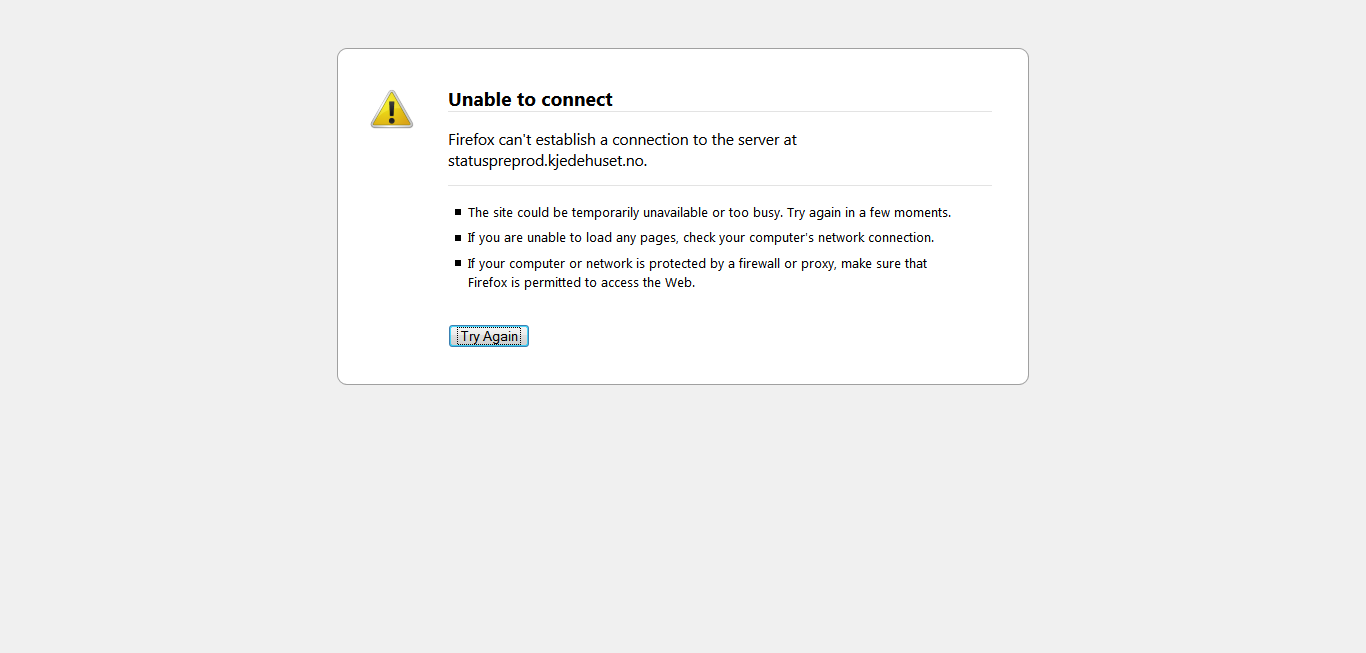 Unable to connect
Firefox can't establish a connection to the server at
statuspreprod.kjedehuset.no.
The site could be temporarily unavailable or too busy. Try again in a few moments.
If you are unable to load any pages, check your computer's network connection.
If your computer or network is protected by a firewall or proxy, make sure that
Firefox is permitted to access the Web.
Try Again